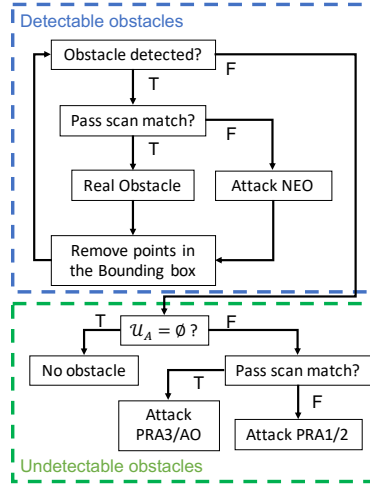 Detectable obstacles
Obstacle detected?
T
F
Pass scan match?
T
F
Real Obstacle
Attack NEO
Remove points in
the Bounding box
T
𝒰_A = ∅ ?
F
No obstacle
Pass scan match?
T
F
Attack
PRA3/AO
Attack PRA1/2
Undetectable obstacles